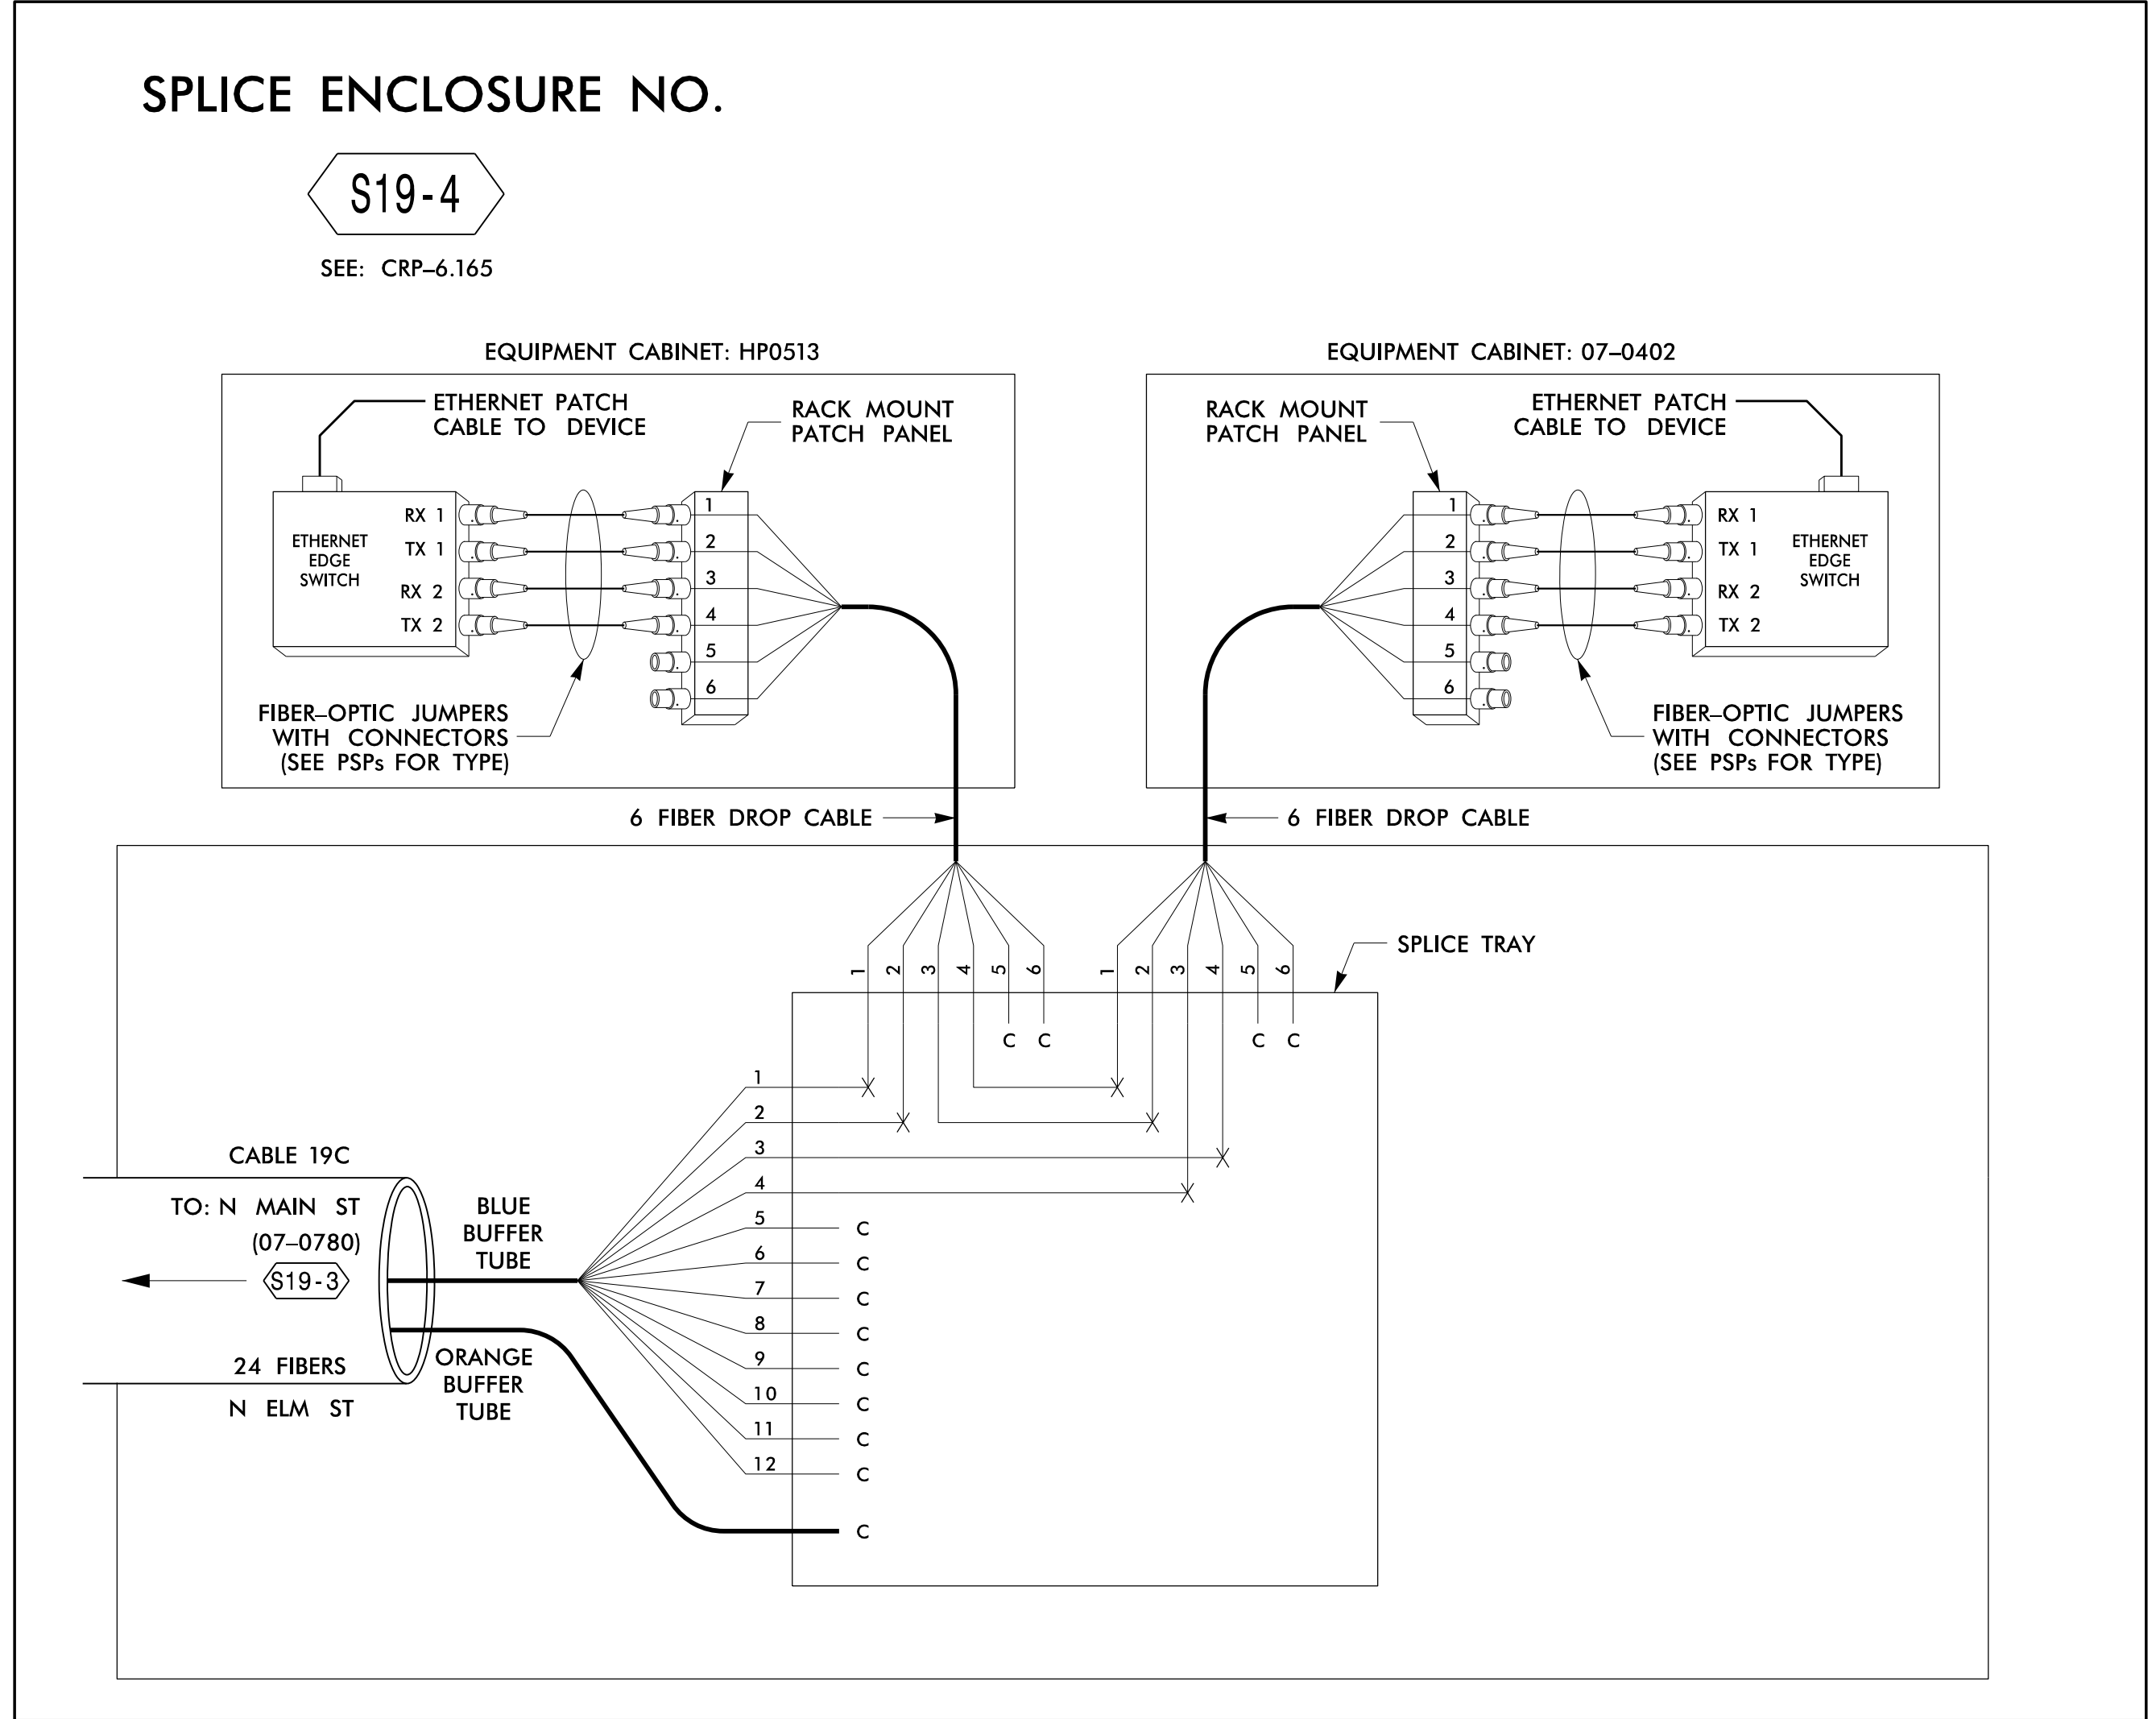 SPLICE ENCLOSURE NO.
S19-4
SEE: CRP–6.165
EQUIPMENT CABINET: HP0513
ETHERNET PATCH
CABLE TO DEVICE
RACK MOUNT
PATCH PANEL
ETHERNET
EDGE
SWITCH
RX 1
TX 1
RX 2
TX 2
1
2
3
4
5
6
FIBER–OPTIC JUMPERS
WITH CONNECTORS
(SEE PSPs FOR TYPE)
EQUIPMENT CABINET: 07–0402
RACK MOUNT
PATCH PANEL
ETHERNET PATCH
CABLE TO DEVICE
1
2
3
4
5
6
RX 1
TX 1
RX 2
TX 2
ETHERNET
EDGE
SWITCH
FIBER–OPTIC JUMPERS
WITH CONNECTORS
(SEE PSPs FOR TYPE)
6 FIBER DROP CABLE
6 FIBER DROP CABLE
SPLICE TRAY
1 2 3 4 5 6
1 2 3 4 5 6
C C
C C
CABLE 19C
TO: N MAIN ST
(07–0780)
S19-3
24 FIBERS
N ELM ST
BLUE
BUFFER
TUBE
ORANGE
BUFFER
TUBE
1
2
3
4
5 C
6 C
7 C
8 C
9 C
10 C
11 C
12 C
C